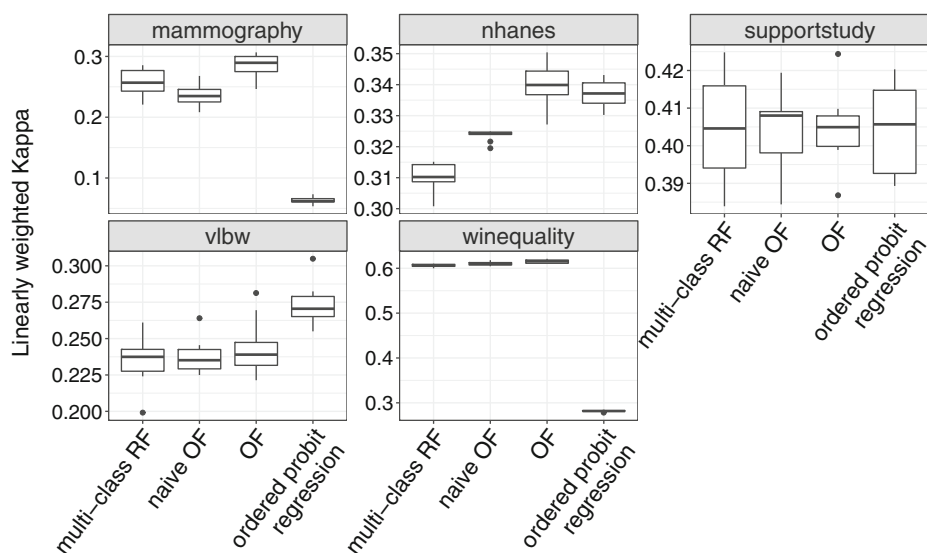 mammography
nhanes
supportstudy
0.3
0.2
0.1
0.35
0.34
0.33
0.32
0.31
0.30
0.42
0.41
0.40
0.39
Linearly weighted Kappa
multi−class RF
naive OF
OF
ordered probit
regression
vlbw
winequality
0.300
0.275
0.250
0.225
0.200
0.6
0.5
0.4
0.3
multi−class RF
naive OF
OF
ordered probit
regression
multi−class RF
naive OF
OF
ordered probit
regression